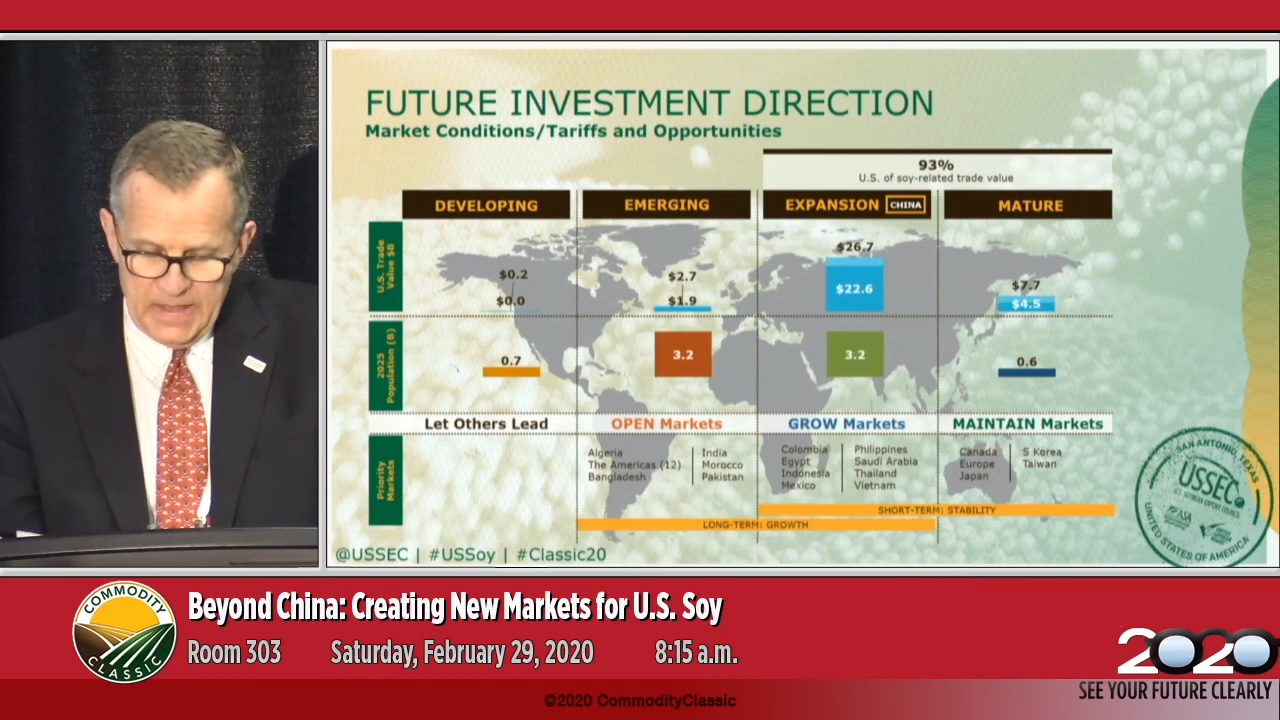 FUTURE INVESTMENT DIRECTION
Market Conditions/Tariffs and Opportunities
93%
U.S. of soy-related trade value
DEVELOPING
EMERGING
EXPANSION CHINA
MATURE
U.S. Trade
Value $B
$0.2
$0.0
$2.7
$1.9
$26.7
$22.6
$7.7
$4.5
2025
Population (B)
0.7
3.2
3.2
0.6
Let Others Lead
OPEN Markets
GROW Markets
MAINTAIN Markets
Priority
Markets
Algeria
The Americas (12)
Bangladesh
India
Morocco
Pakistan
Colombia
Egypt
Indonesia
Mexico
Philippines
Saudi Arabia
Thailand
Vietnam
Canada
Europe
Japan
S Korea
Taiwan
SHORT-TERM: STABILITY
LONG-TERM: GROWTH
@USSEC | #USSoy | #Classic20
SAN ANTONIO, TEXAS
USSEC
U.S. SOYBEAN EXPORT COUNCIL
ASA
UNITED STATES OF AMERICA
COMMODITY
CLASSIC
Beyond China: Creating New Markets for U.S. Soy
Room 303 Saturday, February 29, 2020 8:15 a.m.
2020
SEE YOUR FUTURE CLEARLY
©2020 CommodityClassic